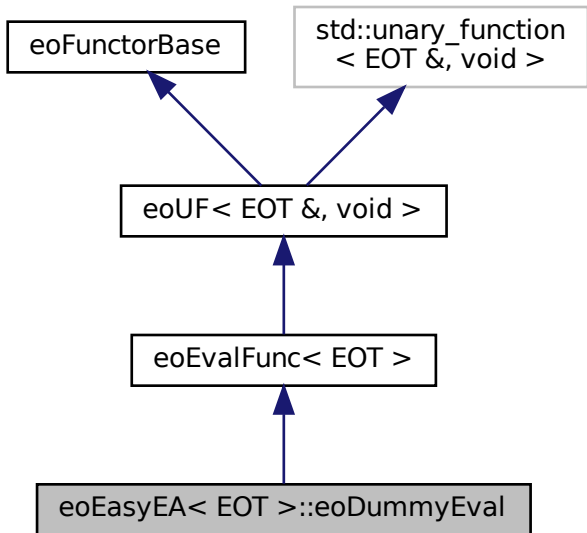 eoFunctorBase
std::unary_function
< EOT &, void >
eoUF< EOT &, void >
eoEvalFunc< EOT >
eoEasyEA< EOT >::eoDummyEval